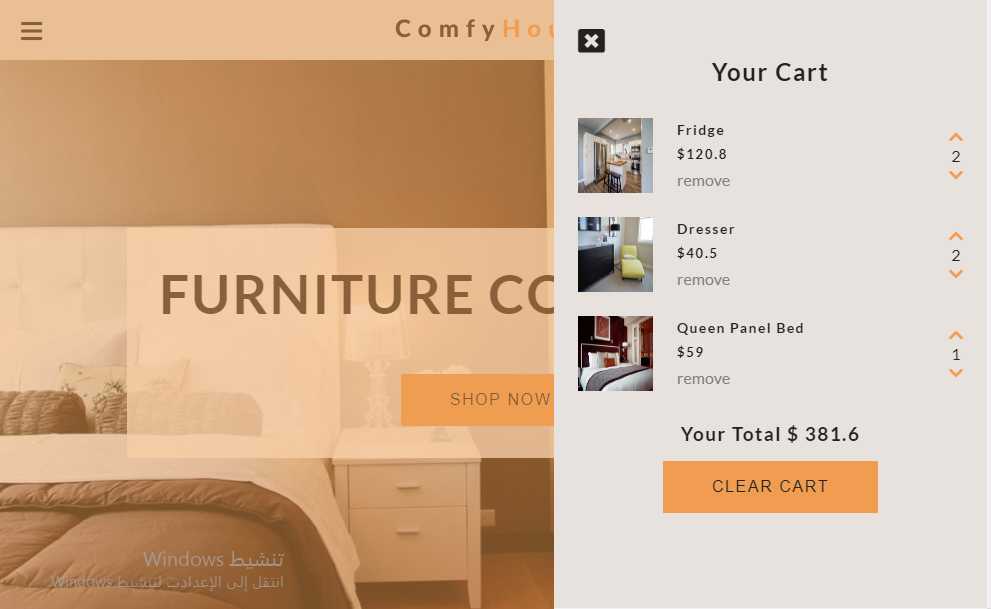 ComfyHou
FURNITURE CO
SHOP NOW
Your Cart
Fridge
$120.8
remove
2
Dresser
$40.5
remove
2
Queen Panel Bed
$59
remove
1
Your Total $ 381.6
CLEAR CART
تنشيط Windows
انتقل إلى الإعدادت لتنشيط Windows